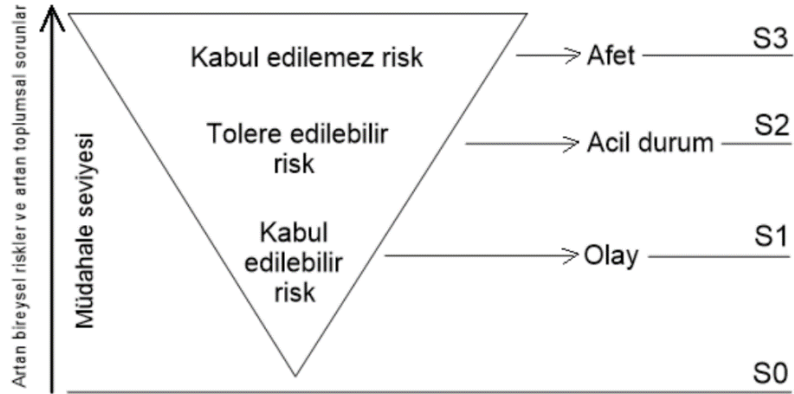 Artan bireysel riskler ve artan toplumsal sorunlar
Müdahale seviyesi
Kabul edilemez risk
Afet
S3
Tolere edilebilir
risk
Acil durum
S2
Kabul
edilebilir
risk
Olay
S1
S0